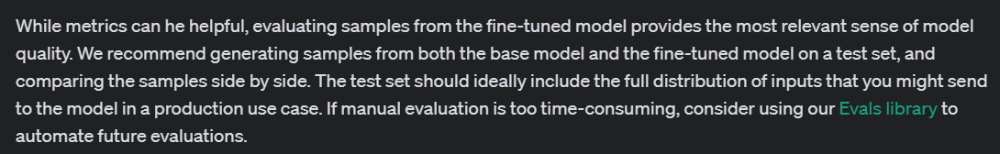 While metrics can he helpful, evaluating samples from the fine-tuned model provides the most relevant sense of model
quality. We recommend generating samples from both the base model and the fine-tuned model on a test set, and
comparing the samples side by side. The test set should ideally include the full distribution of inputs that you might send
to the model in a production use case. If manual evaluation is too time-consuming, consider using our Evals library to
automate future evaluations.